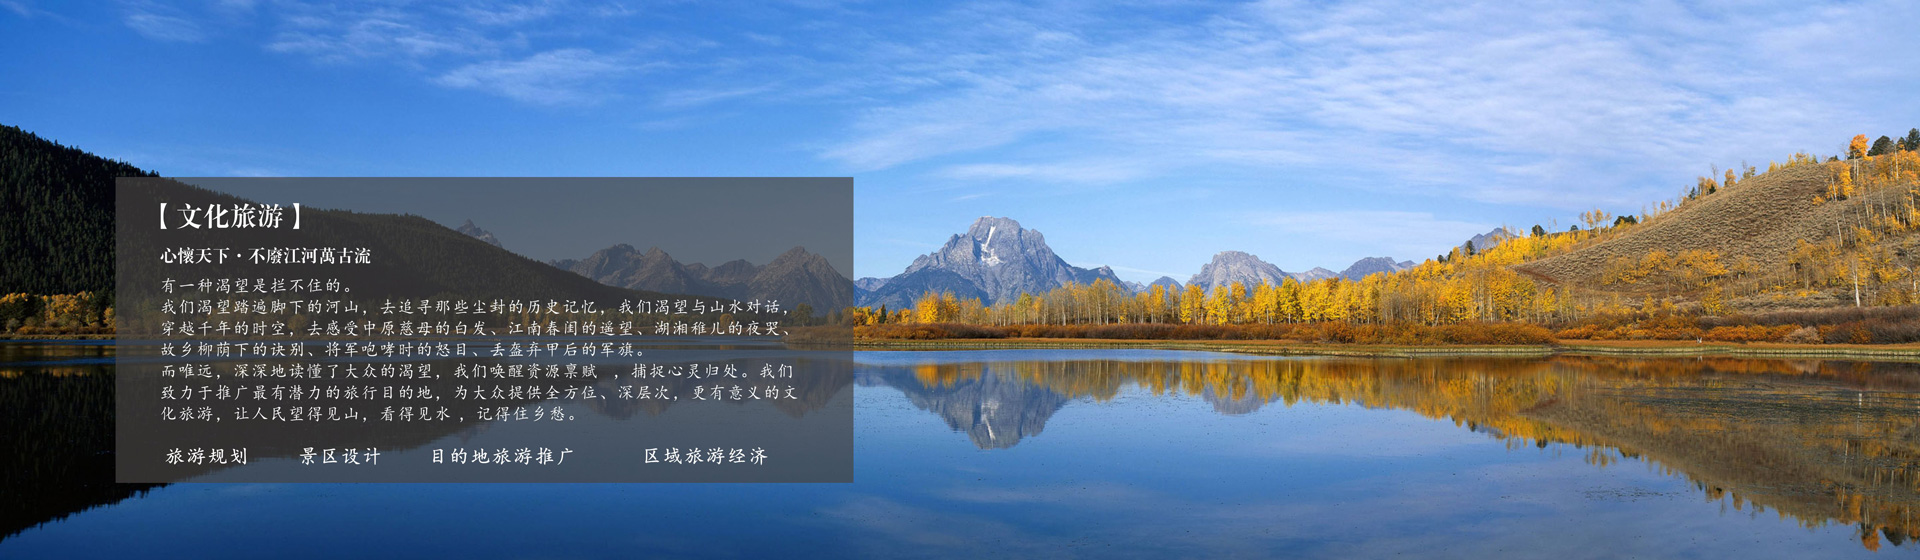 【文化旅游】
心懷天下·不廢江河萬古流
有一种渴望是拦不住的。
我们渴望踏遍脚下的河山，去追寻那些尘封的历史记忆，我们渴望与山水对话，
穿越千年的时空，去感受中原慈母的白发、江南春闺的遥望、湖湘稚儿的夜哭、
故乡柳荫下的诀别、将军咆哮时的怒目、丢盔弃甲后的军旗。
而唯远，深深地读懂了大众的渴望，我们唤醒资源禀赋 ，捕捉心灵归处。我们
致力于推广最有潜力的旅行目的地，为大众提供全方位、深层次，更有意义的文
化旅游，让人民望得见山，看得见水，记得住乡愁。
旅游规划 景区设计 目的地旅游推广 区域旅游经济